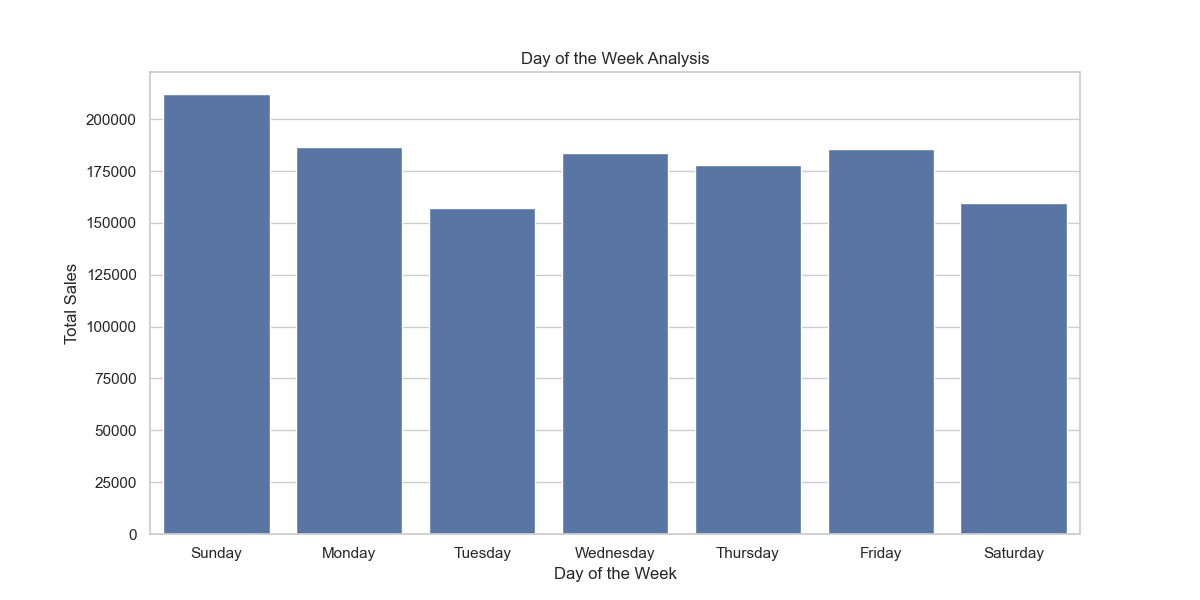 Day of the Week Analysis
200000
175000
150000
125000
100000
75000
50000
25000
0
Total Sales
Sunday Monday Tuesday Wednesday Thursday Friday Saturday
Day of the Week